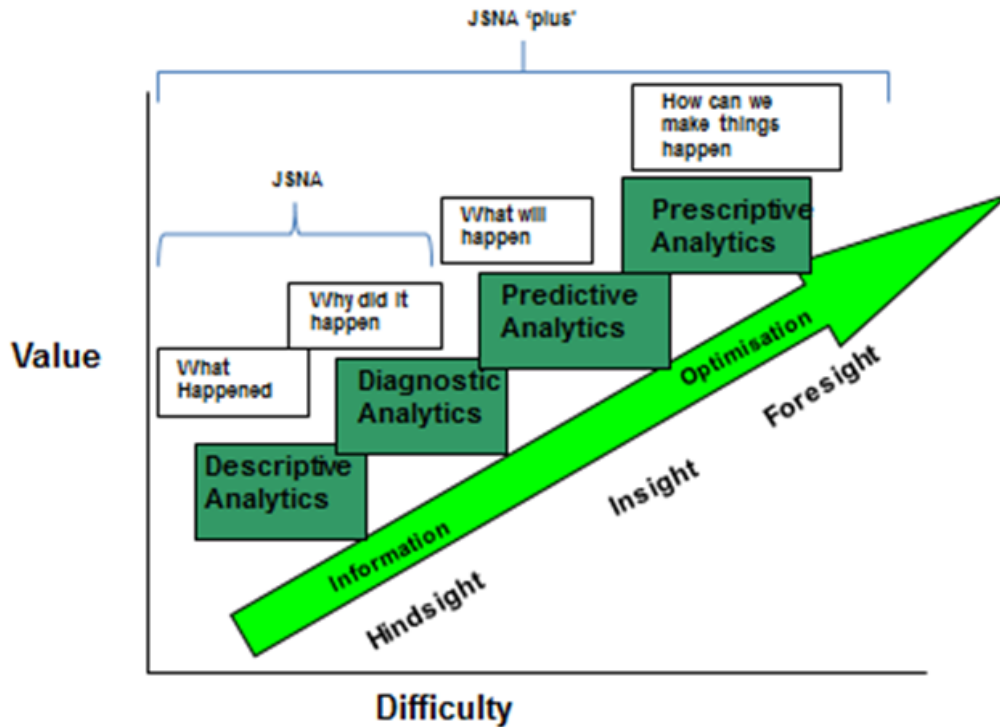 JSNA 'plus'
How can we
make things
happen
JSNA
What will
happen
Prescriptive
Analytics
Why did it
happen
Predictive
Analytics
Value
What
Happened
Diagnostic
Analytics
Optimisation
Foresight
Descriptive
Analytics
Insight
Information
Hindsight
Difficulty